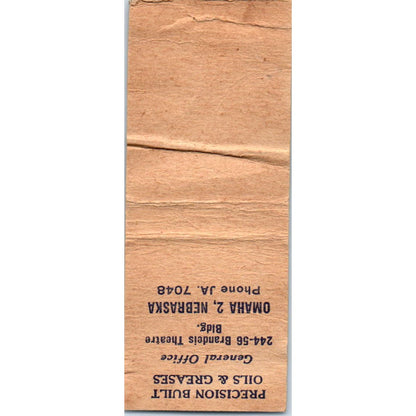 PRECISION BUILT
OILS & GREASES
General Office
244-56 Brandeis Theatre
Bldg.
OMAHA 2, NEBRASKA
Phone JA. 7048